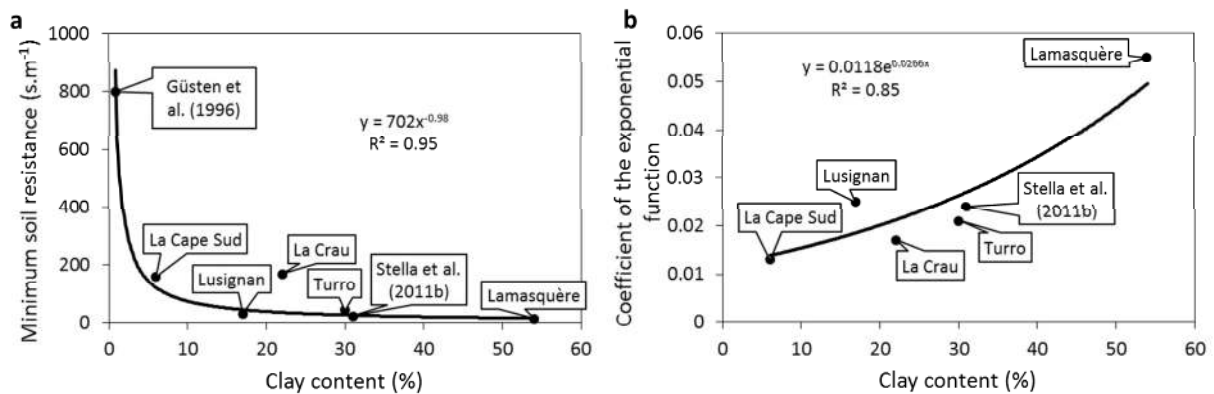 a
1000
800
600
400
200
0
Minimum soil resistance (s.m⁻¹)
Güsten
et al.
(1996)
y = 702x⁻⁰·⁹⁸
R² = 0.95
La Cape Sud
Lusignan
La Crau
Turro
Stella et al.
(2011b)
Lamasquère
0 10 20 30 40 50 60
Clay content (%)
b
0.06
0.05
0.04
0.03
0.02
0.01
0
Coefficient of the exponential
function
y = 0.0118e⁰·⁰²⁶⁶ˣ
R² = 0.85
Lamasquère
Lusignan
La Cape Sud
Stella et al.
(2011b)
Turro
La Crau
0 10 20 30 40 50 60
Clay content (%)